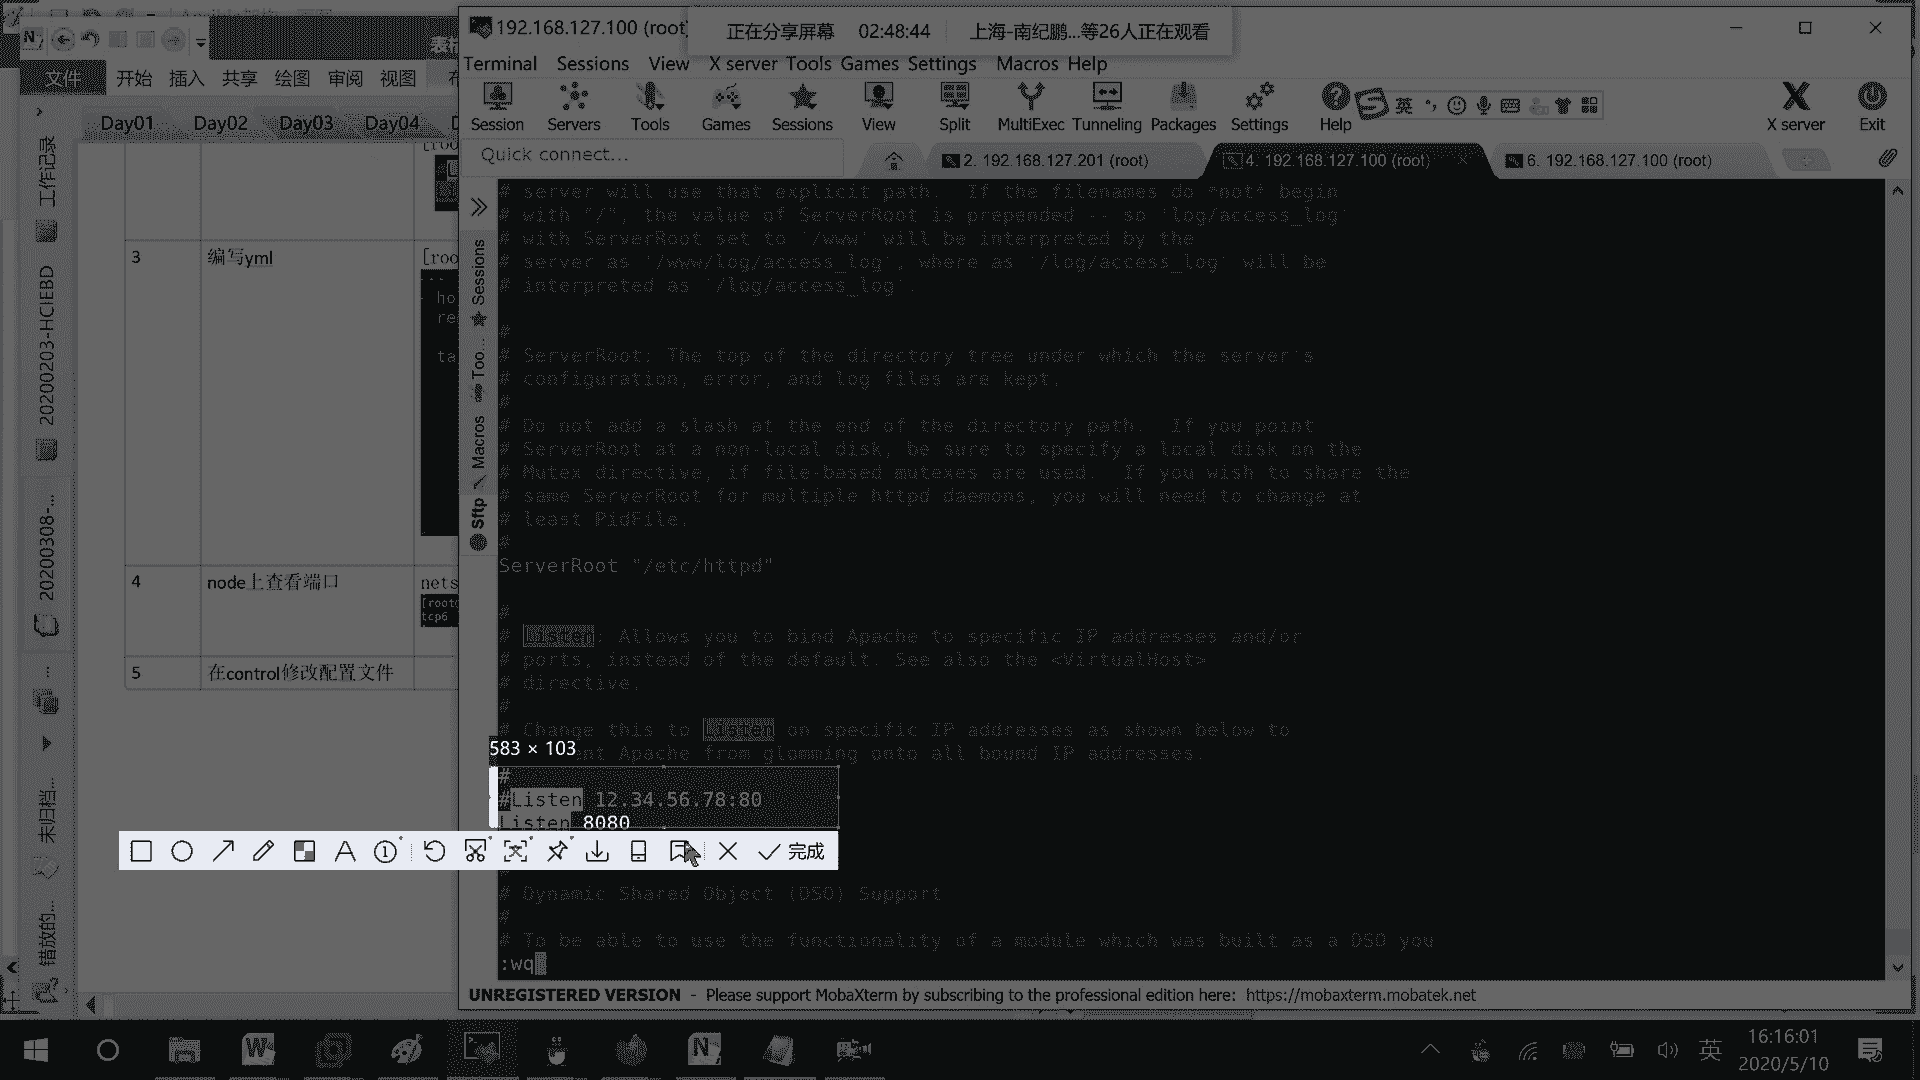 192.168.127.100 (root)
正在分享屏幕 02:48:44 上海-南纪鹏...等26人正在观看
文件 开始 插入 共享 绘图 审阅 视图
Terminal Sessions View X server Tools Games Settings Macros Help
Session Servers Tools Games Sessions View Split MultiExec Tunneling Packages Settings Help
英
X server Exit
Day01 Day02 Day03 Day04
Quick connect...
2. 192.168.127.201 (root)
4. 192.168.127.100 (root)
6. 192.168.127.100 (root)
工作记录
20200203-HCIEBD
20200308-...
未归档...
错放的...
3 编写yml [roo
ho
re
ta
4 node上查看端口 nets
[root
tcp6
5 在control修改配置文件
Sessions
Too...
Macros
Sftp
# server will use that explicit path. If the filenames do *not* begin
# with "/", the value of ServerRoot is prepended -- so 'log/access_log'
# with ServerRoot set to '/www' will be interpreted by the
# server as '/www/log/access_log', where as '/log/access_log' will be
# interpreted as '/log/access_log'.
#
# ServerRoot: The top of the directory tree under which the server's
# configuration, error, and log files are kept.
#
# Do not add a slash at the end of the directory path. If you point
# ServerRoot at a non-local disk, be sure to specify a local disk on the
# Mutex directive, if file-based mutexes are used. If you wish to share the
# same ServerRoot for multiple httpd daemons, you will need to change at
# least PidFile.
#
ServerRoot "/etc/httpd"
#
# Listen: Allows you to bind Apache to specific IP addresses and/or
# ports, instead of the default. See also the <VirtualHost>
# directive.
#
# Change this to Listen on specific IP addresses as shown below to
583 × 103
ent Apache from glomming onto all bound IP addresses.
#
#Listen 12.34.56.78:80
Listen 8080
完成
#
# Dynamic Shared Object (DSO) Support
#
# To be able to use the functionality of a module which was built as a DSO you
:wq
UNREGISTERED VERSION - Please support MobaXterm by subscribing to the professional edition here: https://mobaxterm.mobatek.net
英
16:16:01
2020/5/10